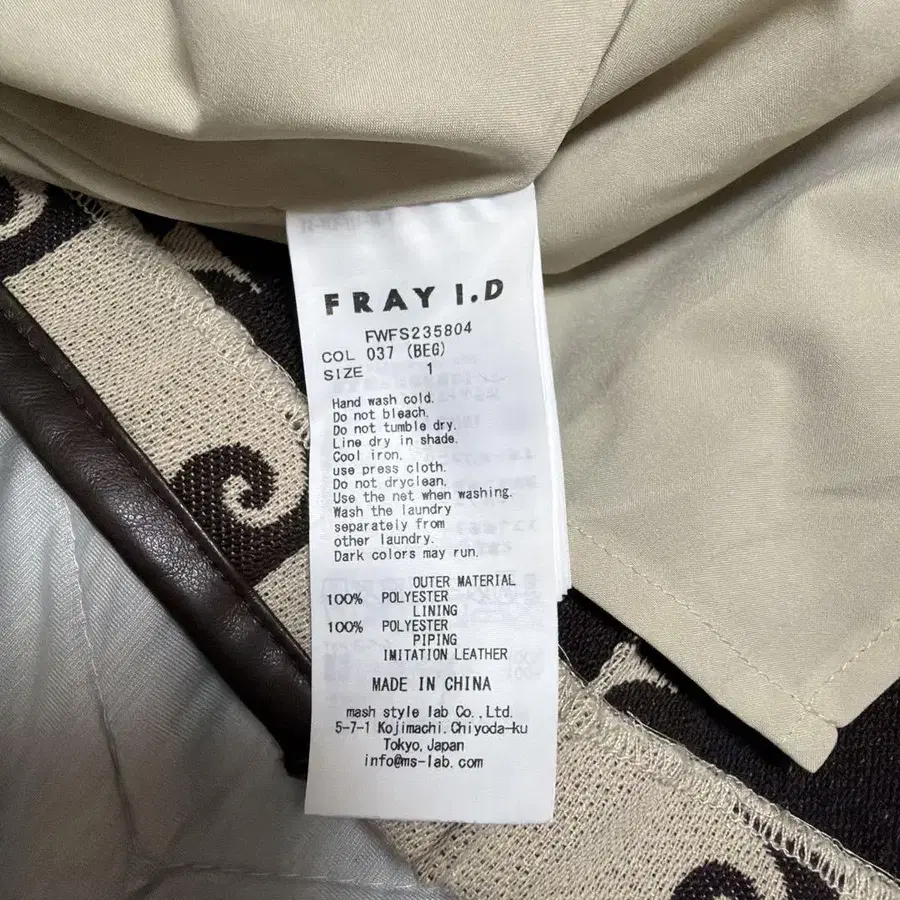 FRAY I.D
FWFS235804
COL 037 (BEG)
SIZE 1
Hand wash cold.
Do not bleach.
Do not tumble dry.
Line dry in shade.
Cool iron.
use press cloth.
Do not dryclean.
Use the net when washing.
Wash the laundry
separately from
other laundry.
Dark colors may run.
OUTER MATERIAL
100% POLYESTER
LINING
100% POLYESTER
PIPING
IMITATION LEATHER
MADE IN CHINA
mash style lab Co.,Ltd.
5-7-1 Kojimachi.Chiyoda-ku
Tokyo,Japan
info@ms-lab.com